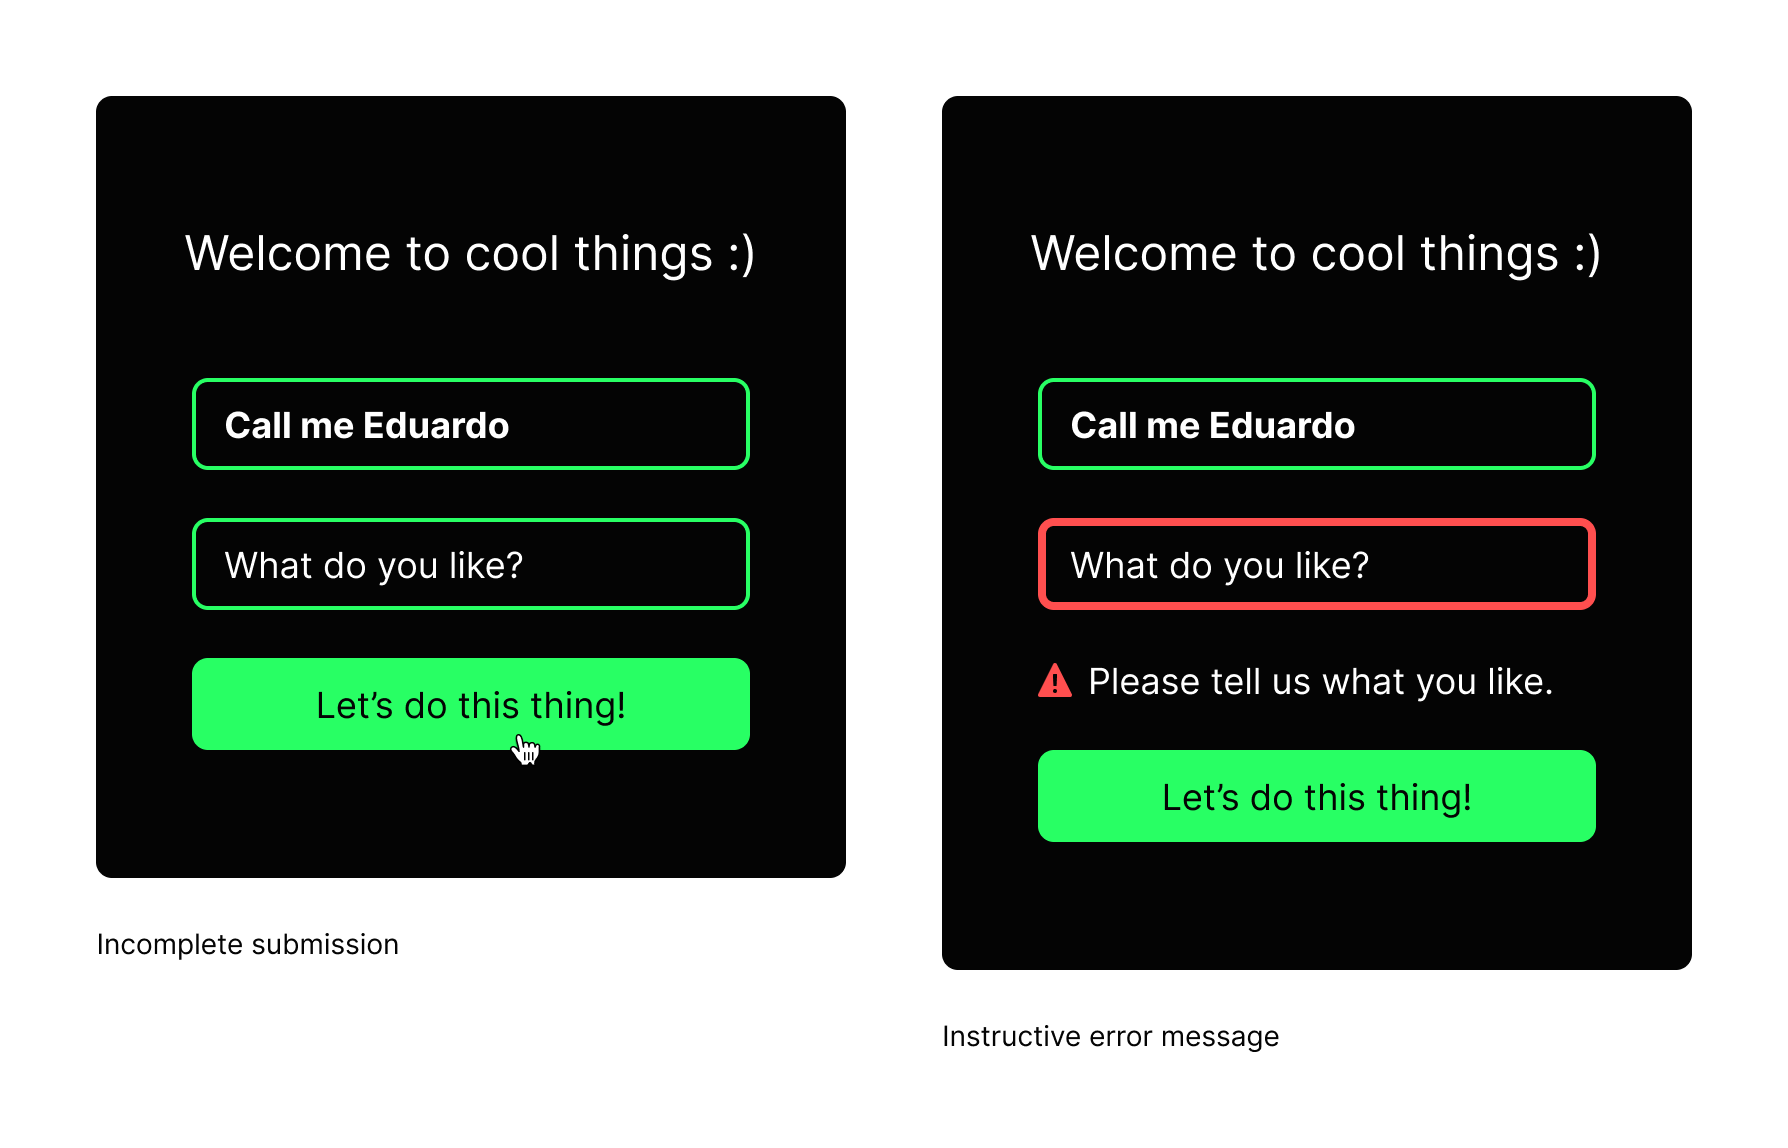 Welcome to cool things :)
Call me Eduardo
What do you like?
Let’s do this thing!
Incomplete submission
Welcome to cool things :)
Call me Eduardo
What do you like?
Please tell us what you like.
Let’s do this thing!
Instructive error message